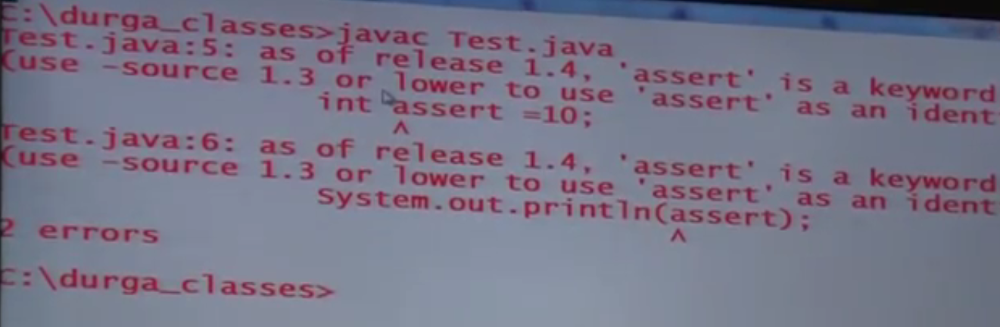 C:\durga_classes>javac Test.java
Test.java:5: as of release 1.4, 'assert' is a keyword
(use -source 1.3 or lower to use 'assert' as an ident
int assert =10;
^
Test.java:6: as of release 1.4, 'assert' is a keyword
(use -source 1.3 or lower to use 'assert' as an ident
System.out.println(assert);
^
2 errors
C:\durga_classes>